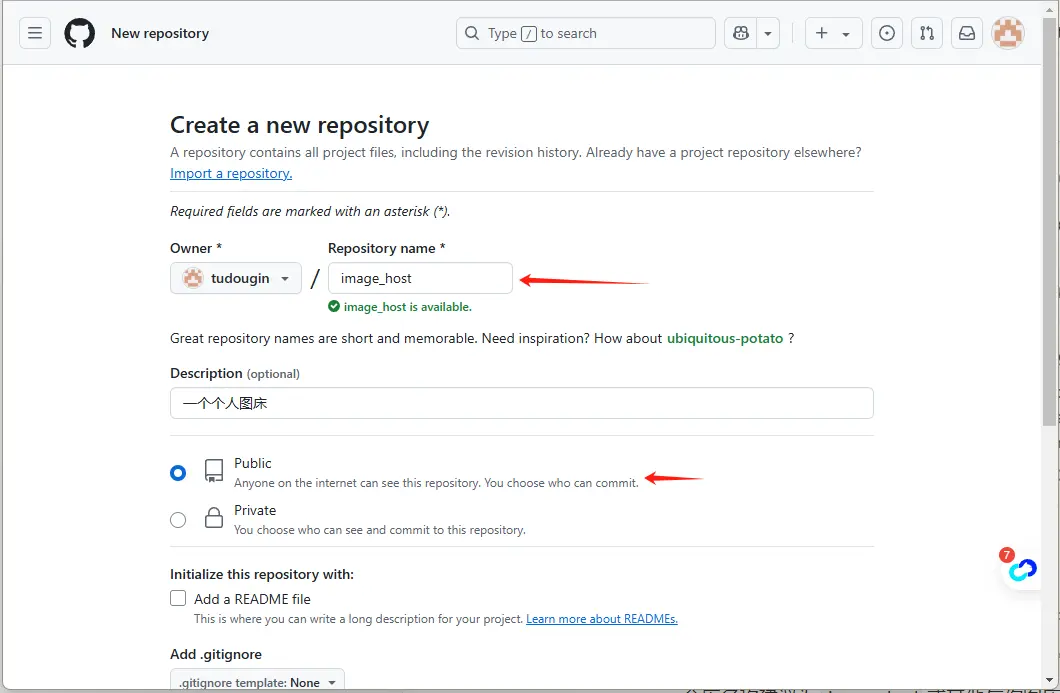 New repository
Type / to search
Create a new repository
A repository contains all project files, including the revision history. Already have a project repository elsewhere?
Import a repository.
Required fields are marked with an asterisk (*).
Owner *
Repository name *
tudougin
/
image_host
image_host is available.
Great repository names are short and memorable. Need inspiration? How about ubiquitous-potato ?
Description (optional)
一个个人图床
Public
Anyone on the internet can see this repository. You choose who can commit.
Private
You choose who can see and commit to this repository.
7
Initialize this repository with:
Add a README file
This is where you can write a long description for your project. Learn more about READMEs.
Add .gitignore
.gitignore template: None